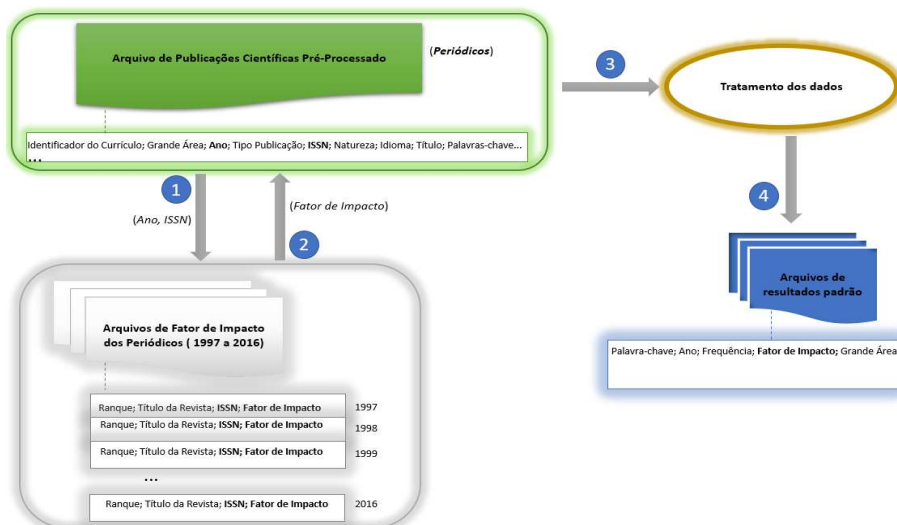 Arquivo de Publicações Científicas Pré-Processado
(Periódicos)
Identificador do Currículo; Grande Área; Ano; Tipo Publicação; ISSN; Natureza; Idioma; Título; Palavras-chave...
...
3
Tratamento dos dados
1
(Ano, ISSN)
(Fator de Impacto)
2
4
Arquivos de
resultados padrão
Palavra-chave; Ano; Frequência; Fator de Impacto; Grande Área
Arquivos de Fator de Impacto
dos Periódicos ( 1997 a 2016)
Ranque; Título da Revista; ISSN; Fator de Impacto 1997
Ranque; Título da Revista; ISSN; Fator de Impacto 1998
Ranque; Título da Revista; ISSN; Fator de Impacto 1999
...
Ranque; Título da Revista; ISSN; Fator de Impacto 2016